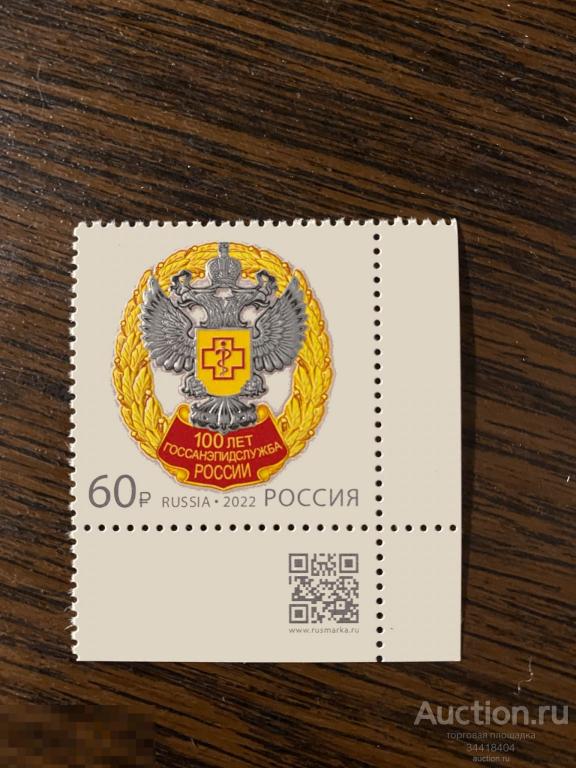 100 ЛЕТ
ГОССАНЭПИДСЛУЖБА
РОССИИ
60₽ RUSSIA • 2022 РОССИЯ
www.rusmarka.ru
Auction.ru
торговая площадка
34418404
auction.ru